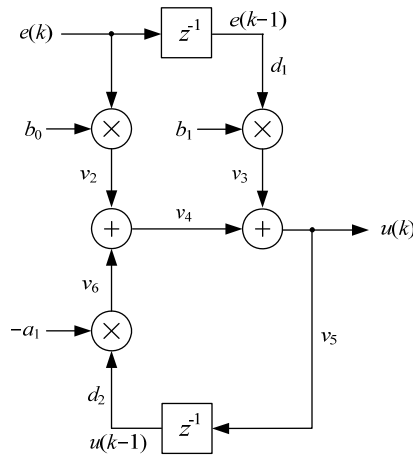 e(k) z⁻¹ e(k−1)
d₁
b₀ × b₁ ×
v₂ v₃
+ v₄ + u(k)
v₆
−a₁ × v₅
d₂
u(k−1) z⁻¹